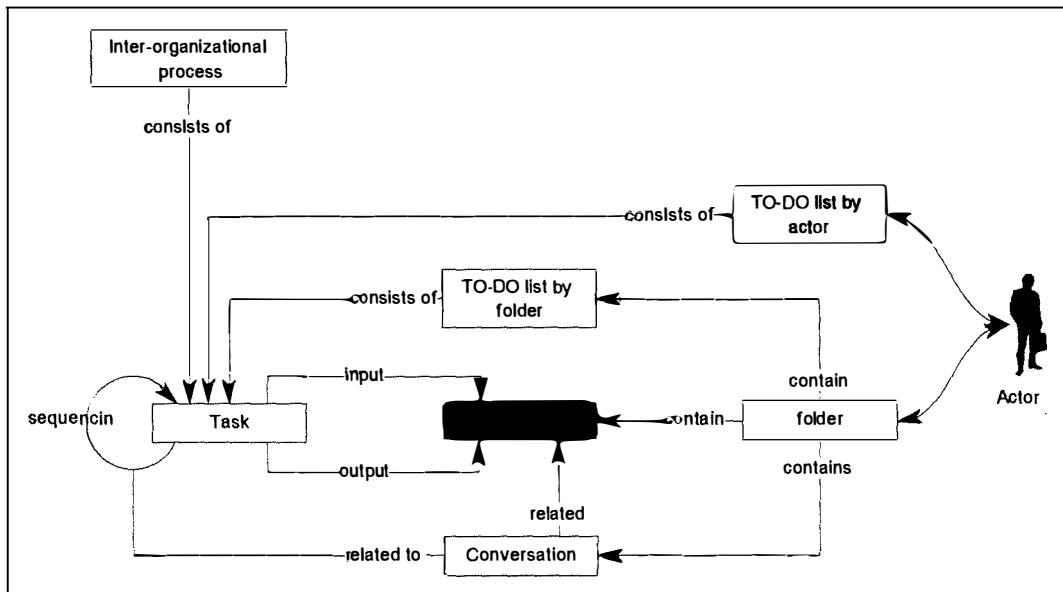 Inter-organizational
process
consists of
consists of
TO-DO list by
actor
consists of
TO-DO list by
folder
input
contain
Actor
sequencin
Task
contain
folder
output
contains
related
related to
Conversation